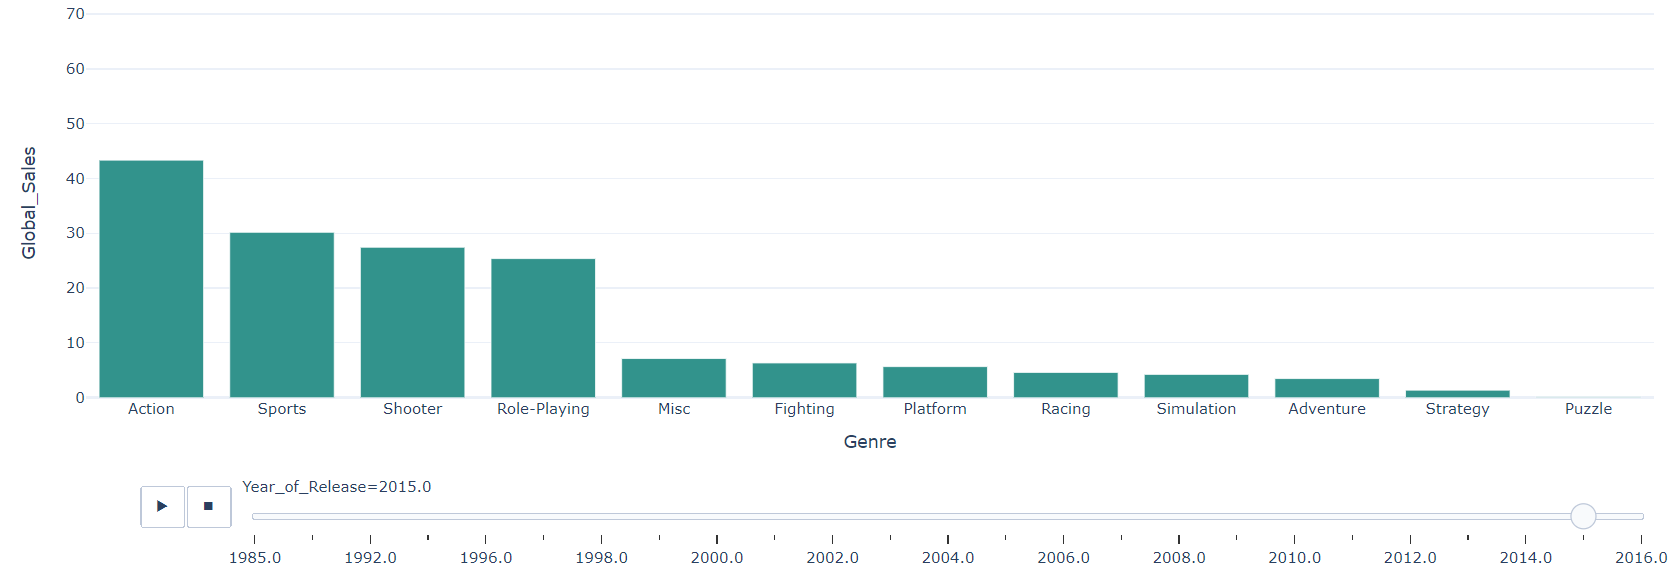 70
60
50
40
30
20
10
0
Global_Sales
Action Sports Shooter Role-Playing Misc Fighting Platform Racing Simulation Adventure Strategy Puzzle
Genre
Year_of_Release=2015.0
1985.0 1992.0 1996.0 1998.0 2000.0 2002.0 2004.0 2006.0 2008.0 2010.0 2012.0 2014.0 2016.0